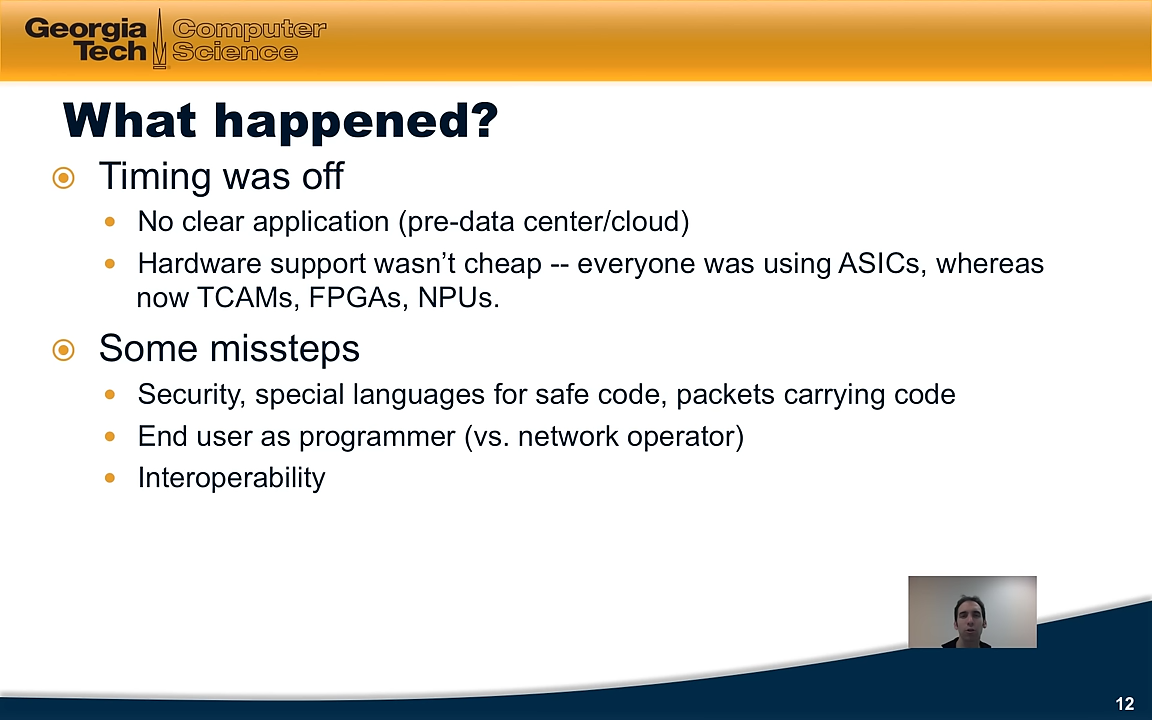 Georgia Tech
Computer Science
What happened?
Timing was off
No clear application (pre-data center/cloud)
Hardware support wasn’t cheap -- everyone was using ASICs, whereas
now TCAMs, FPGAs, NPUs.
Some missteps
Security, special languages for safe code, packets carrying code
End user as programmer (vs. network operator)
Interoperability
12